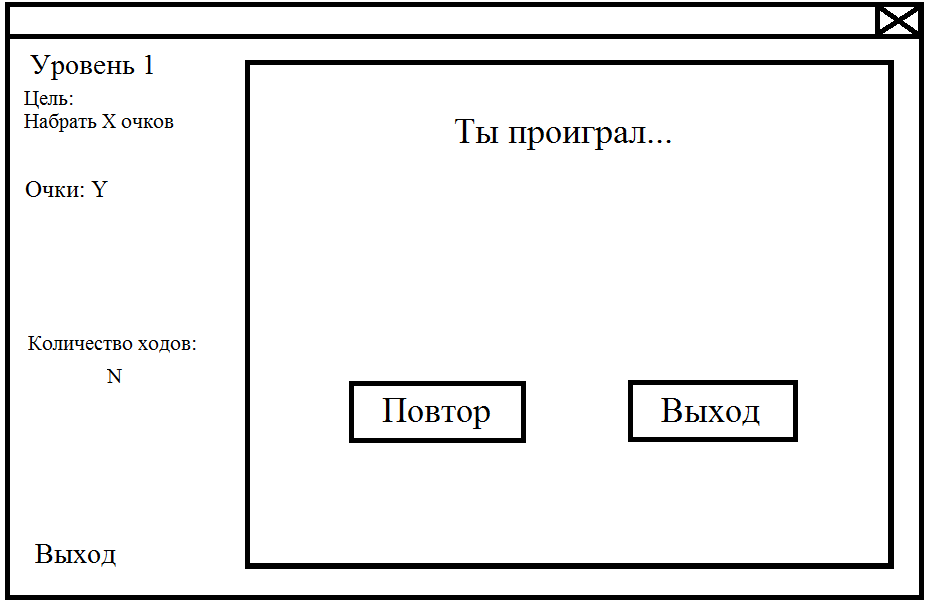 Уровень 1
Цель:
Набрать X очков
Очки: Y
Количество ходов:
N
Выход
Ты проиграл...
Повтор
Выход